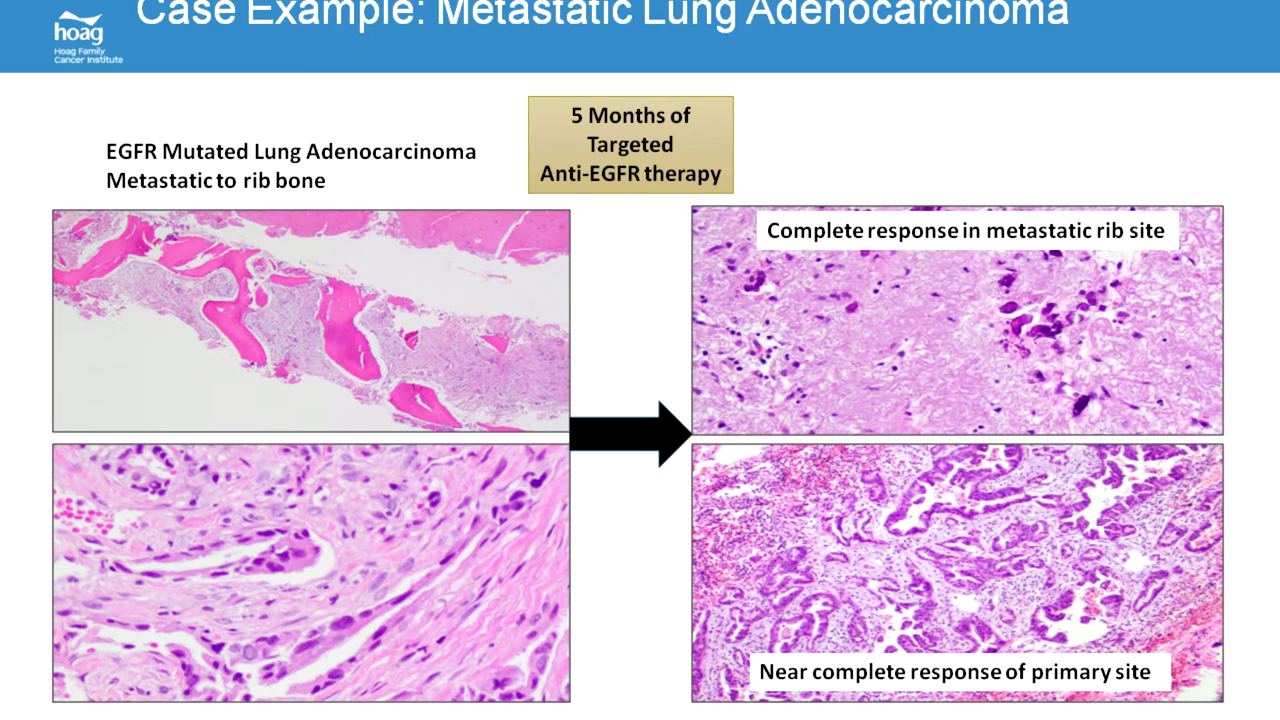 Case Example: Metastatic Lung Adenocarcinoma
hoag
Hoag Family
Cancer Institute
5 Months of
Targeted
Anti-EGFR therapy
EGFR Mutated Lung Adenocarcinoma
Metastatic to rib bone
Complete response in metastatic rib site
Near complete response of primary site